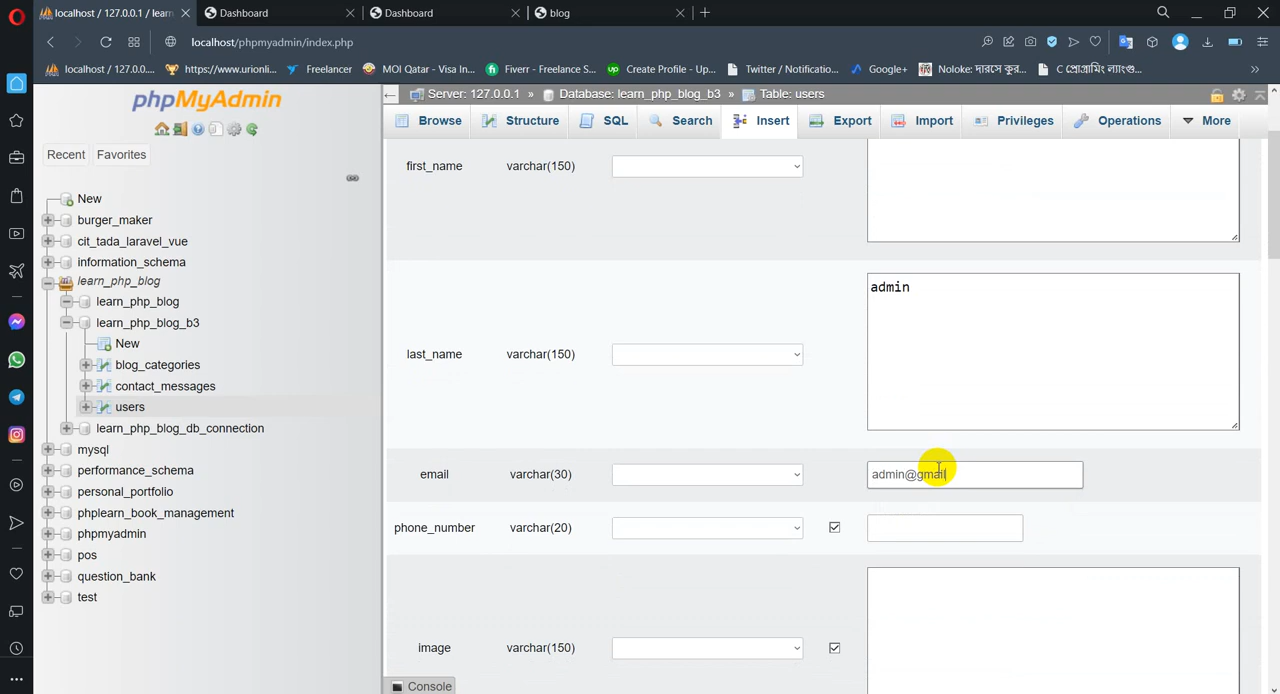 localhost / 127.0.0.1 / learn
Dashboard
Dashboard
blog
localhost/phpmyadmin/index.php
localhost / 127.0.0....
https://www.urionli...
Freelancer
MOI Qatar - Visa In...
Fiverr - Freelance S...
Create Profile - Up...
Twitter / Notificatio...
Google+
Noloke: দারসে কুর...
C প্রোগ্রামিং ল্যাংগু...
phpMyAdmin
Recent
Favorites
New
burger_maker
cit_tada_laravel_vue
information_schema
learn_php_blog
learn_php_blog
learn_php_blog_b3
New
blog_categories
contact_messages
users
learn_php_blog_db_connection
mysql
performance_schema
personal_portfolio
phplearn_book_management
phpmyadmin
pos
question_bank
test
Server: 127.0.0.1 » Database: learn_php_blog_b3 » Table: users
Browse
Structure
SQL
Search
Insert
Export
Import
Privileges
Operations
More
first_name varchar(150)
last_name varchar(150) admin
email varchar(30) admin@gmail
phone_number varchar(20)
image varchar(150)
Console